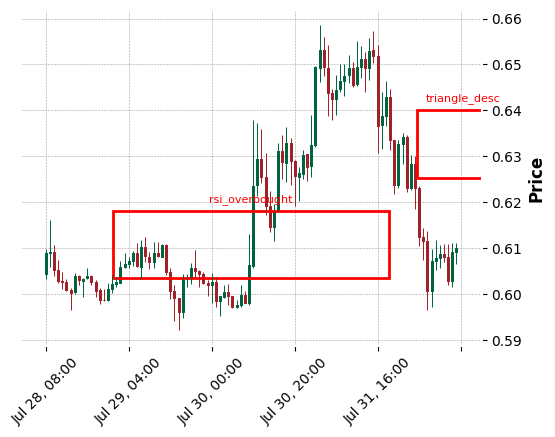 0.66
0.65
0.64
triangle_desc
0.63
0.62
rsi_overbought
0.61
0.60
0.59
Price
Jul 28, 08:00
Jul 29, 04:00
Jul 30, 00:00
Jul 30, 20:00
Jul 31, 16:00